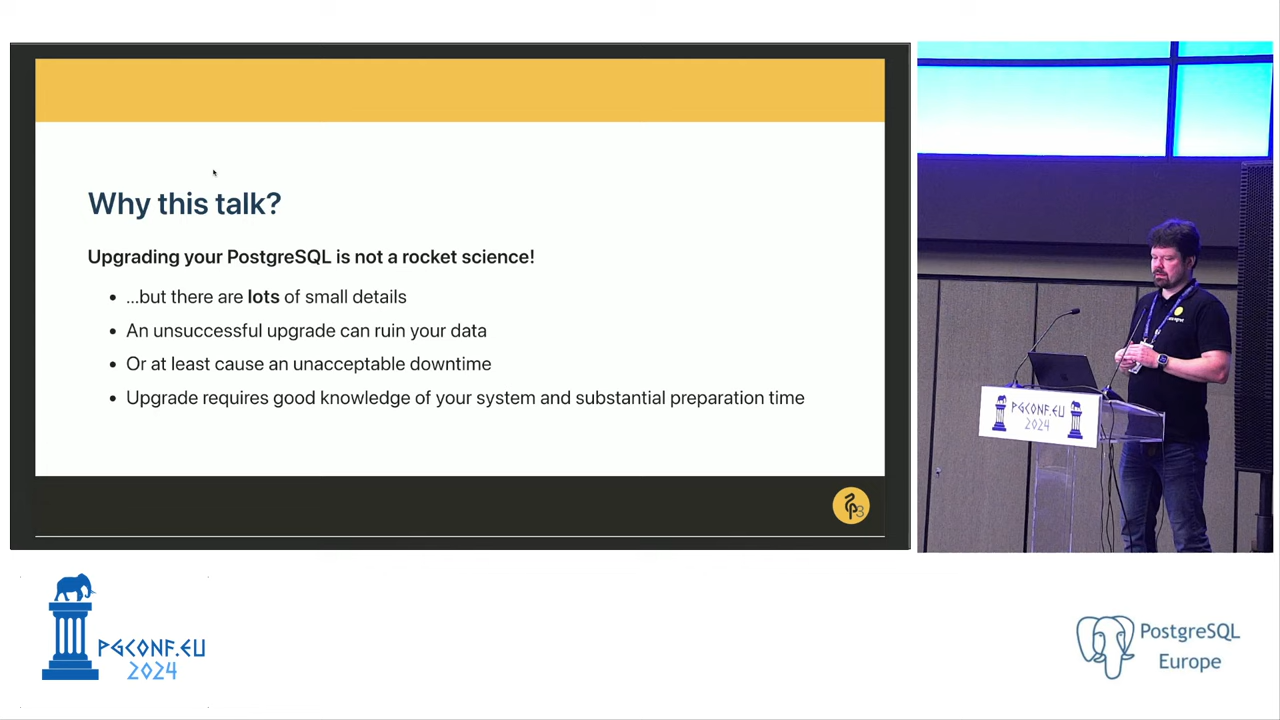 Why this talk?
Upgrading your PostgreSQL is not a rocket science!
...but there are lots of small details
An unsuccessful upgrade can ruin your data
Or at least cause an unacceptable downtime
Upgrade requires good knowledge of your system and substantial preparation time
3
PGCONF.EU
2024
PGCONF.EU
2024
PostgreSQL
Europe